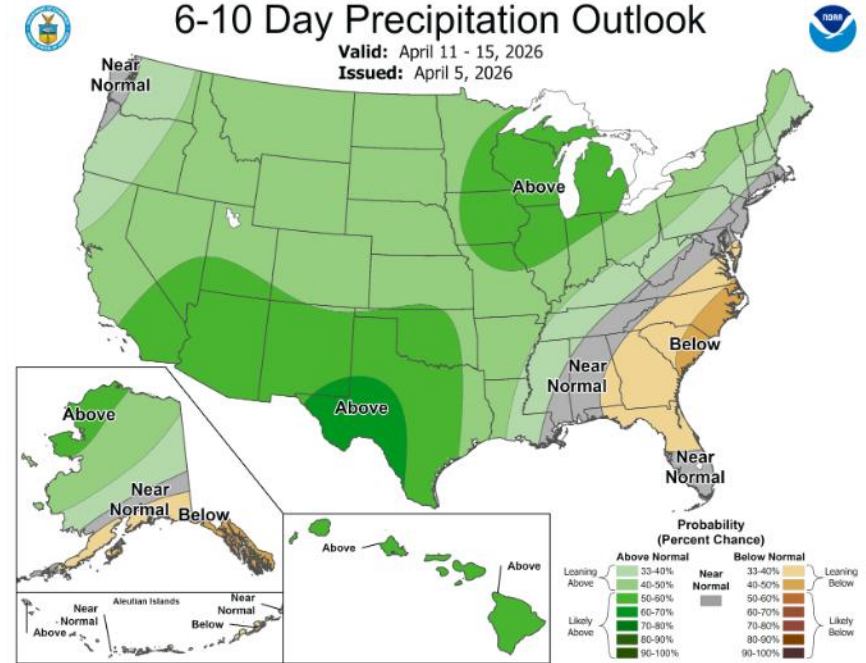 6-10 Day Precipitation Outlook
Valid: April 11 - 15, 2026
Issued: April 5, 2026
NOAA
Near
Normal
Above
Above
Near
Normal
Below
Near
Normal
Above
Near
Normal
Below
Aleutian Islands
Above
Near
Normal
Near
Normal
Below
Above
Above
Probability
(Percent Chance)
Above Normal
Below Normal
Leaning
Above
33-40%
40-50%
Likely
Above
50-60%
60-70%
70-80%
80-90%
90-100%
Near
Normal
33-40%
40-50%
Leaning
Below
50-60%
60-70%
70-80%
80-90%
90-100%
Likely
Below